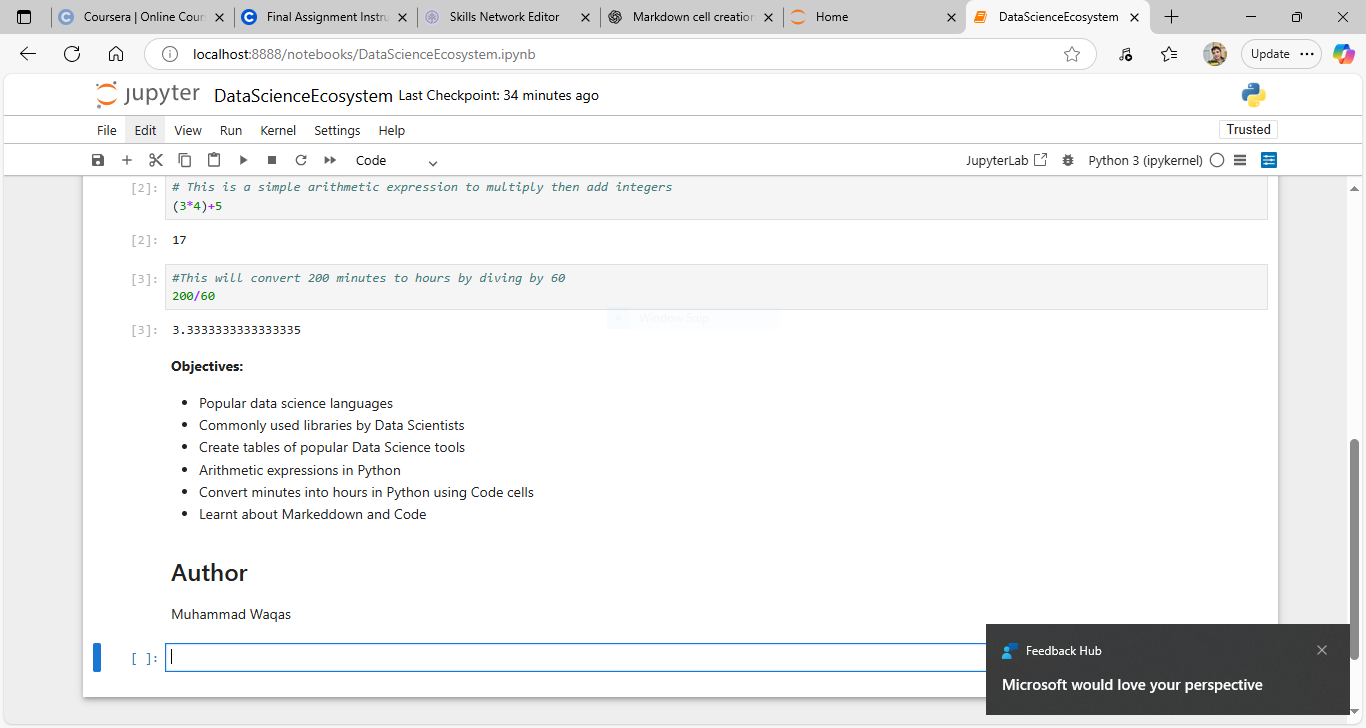 Coursera | Online Cour
Final Assignment Instru
Skills Network Editor
Markdown cell creation
Home
DataScienceEcosystem
localhost:8888/notebooks/DataScienceEcosystem.ipynb
Update
jupyter DataScienceEcosystem Last Checkpoint: 34 minutes ago
File Edit View Run Kernel Settings Help
Trusted
Code
JupyterLab
Python 3 (ipykernel)
[2]: # This is a simple arithmetic expression to multiply then add integers
(3*4)+5
[2]: 17
[3]: #This will convert 200 minutes to hours by diving by 60
200/60
Window Snip
[3]: 3.3333333333333335
Objectives:
• Popular data science languages
• Commonly used libraries by Data Scientists
• Create tables of popular Data Science tools
• Arithmetic expressions in Python
• Convert minutes into hours in Python using Code cells
• Learnt about Markeddown and Code
Author
Muhammad Waqas
[ ]:
Feedback Hub
Microsoft would love your perspective